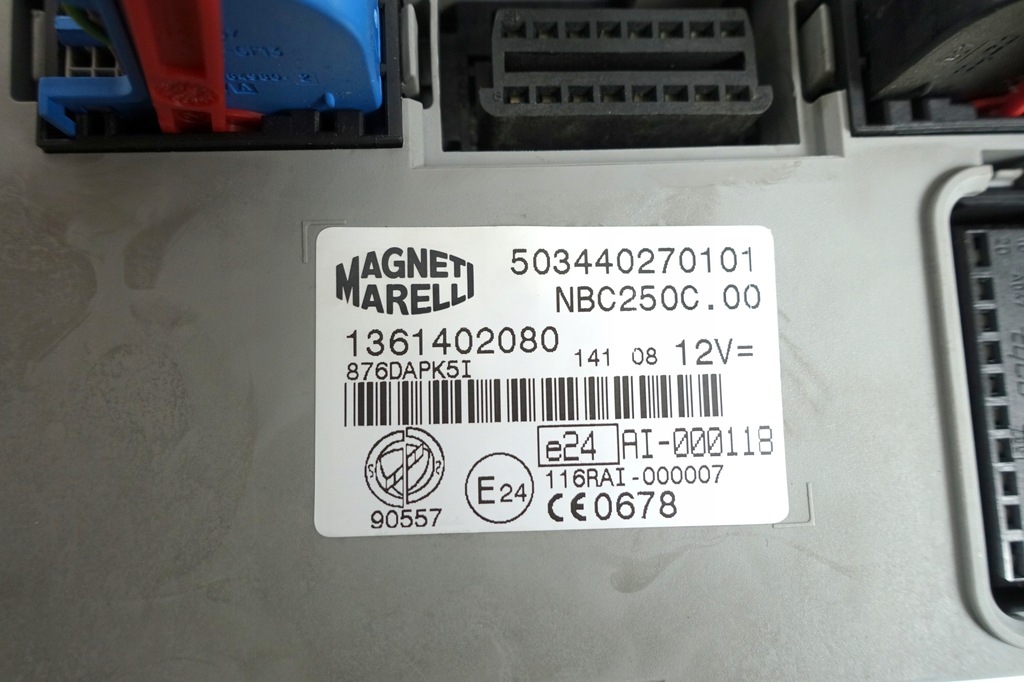 MAGNETI
MARELLI
503440270101
NBC250C.00
1361402080
141 08 12V=
876DAPK5I
e24 AI-000118
116RAI-000007
E24
CE0678
90557